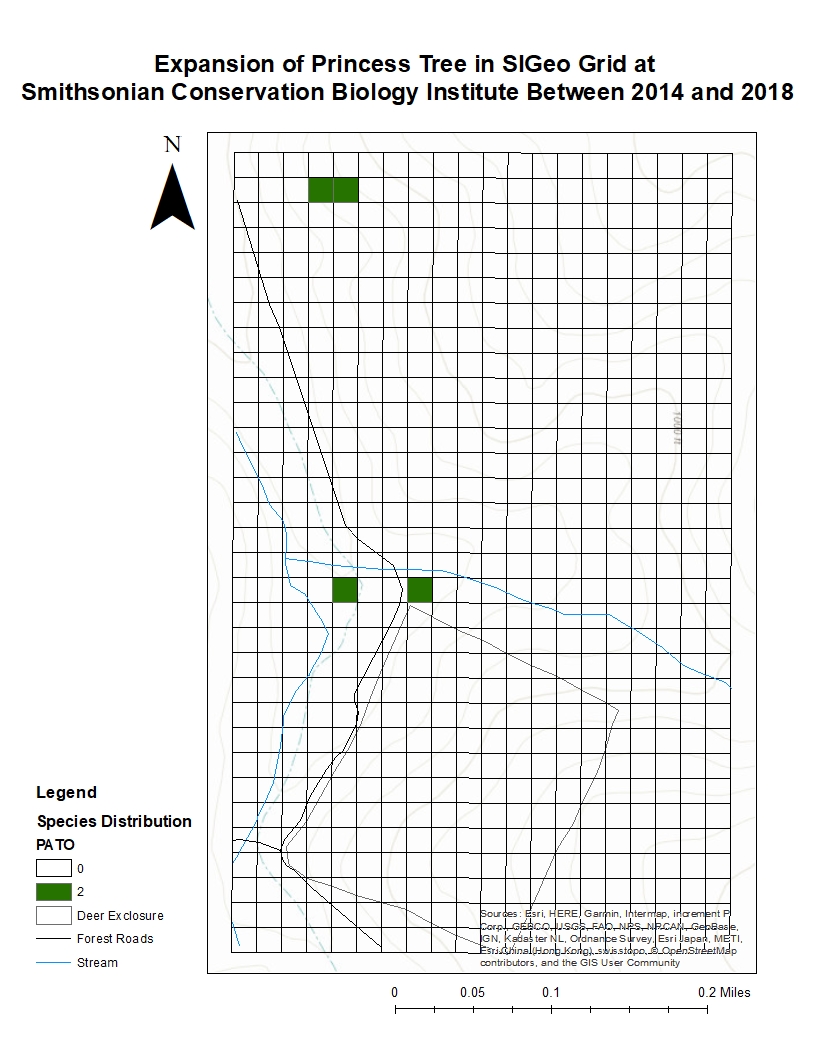 Expansion of Princess Tree in SIGeo Grid at
Smithsonian Conservation Biology Institute Between 2014 and 2018
N
1000 ft
Legend
Species Distribution
PATO
0
2
Deer Exclosure
Forest Roads
Stream
Sources: Esri, HERE, Garmin, Intermap, increment P
Corp., GEBCO, USGS, FAO, NPS, NRCAN, GeoBase,
IGN, Kadaster NL, Ordnance Survey, Esri Japan, METI,
Esri China (Hong Kong), swisstopo, © OpenStreetMap
contributors, and the GIS User Community
0 0.05 0.1 0.2 Miles